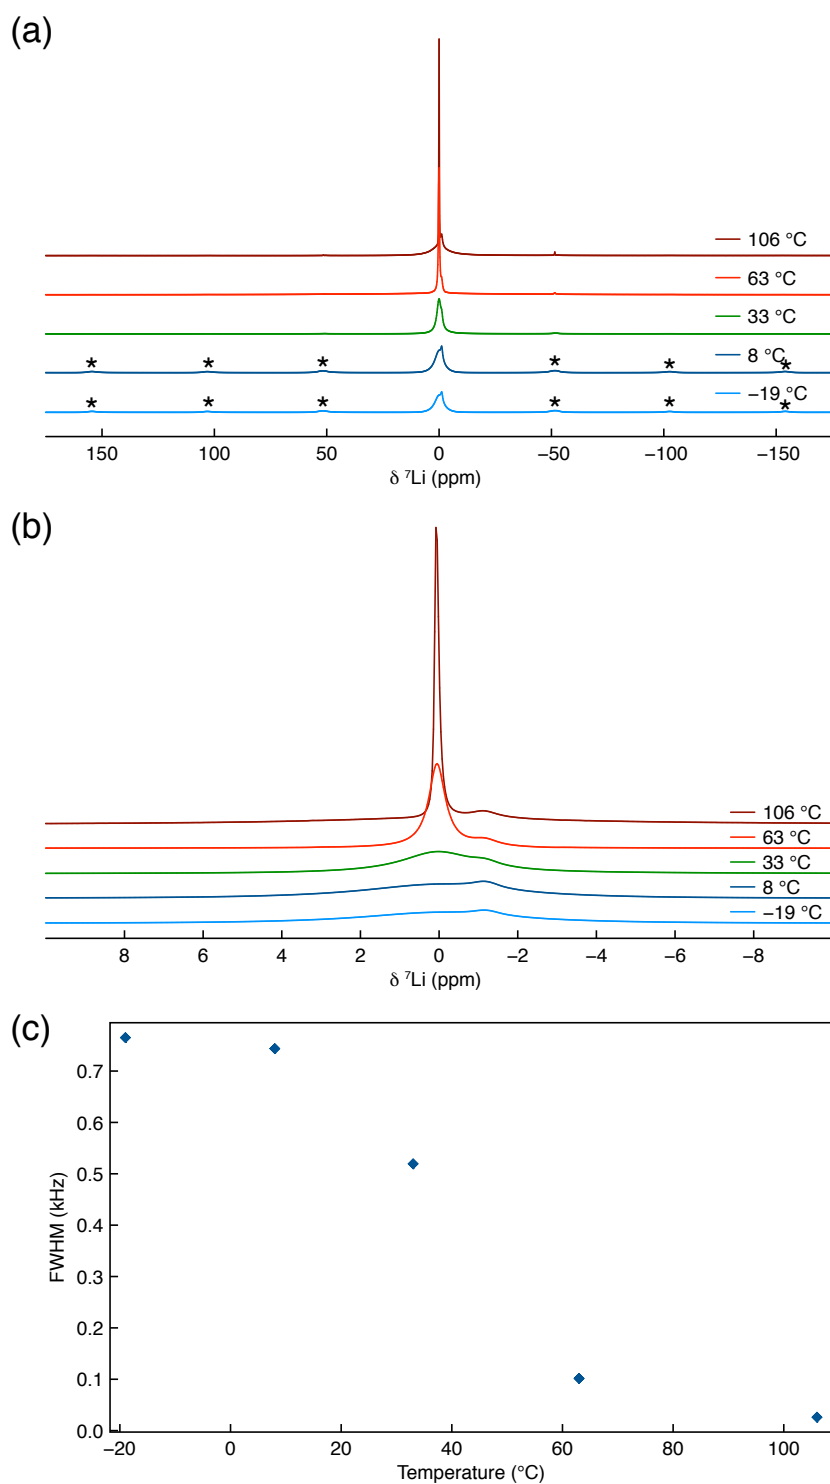 (a)
106 °C
63 °C
33 °C
* * * * * *
8 °C
* * * * * *
−19 °C
150 100 50 0 −50 −100 −150
δ ⁷Li (ppm)
(b)
106 °C
63 °C
33 °C
8 °C
−19 °C
8 6 4 2 0 −2 −4 −6 −8
δ ⁷Li (ppm)
(c)
0.7
0.6
0.5
0.4
0.3
0.2
0.1
0.0
FWHM (kHz)
−20 0 20 40 60 80 100
Temperature (°C)